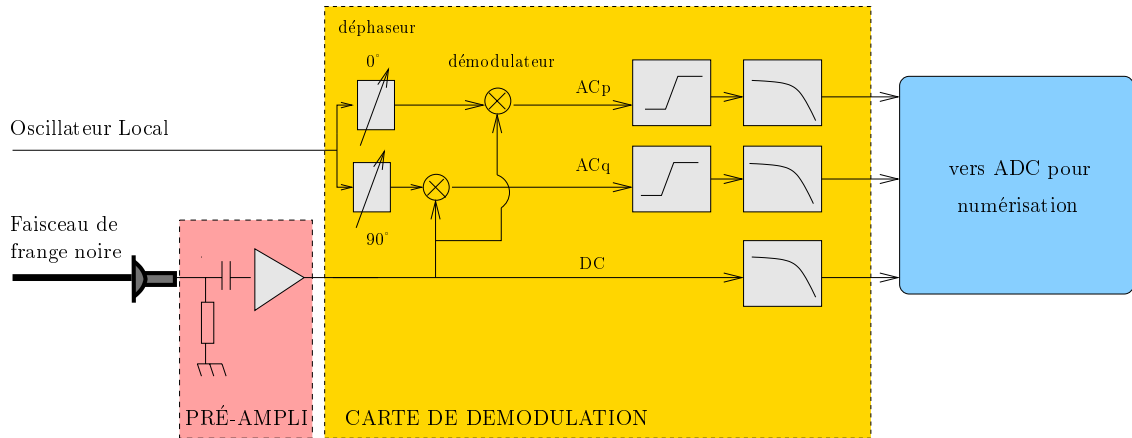 déphaseur
0°
démodulateur
ACp
Oscillateur Local
ACq
vers ADC pour
numérisation
Faisceau de
frange noire
90°
DC
PRÉ-AMPLI
CARTE DE DEMODULATION